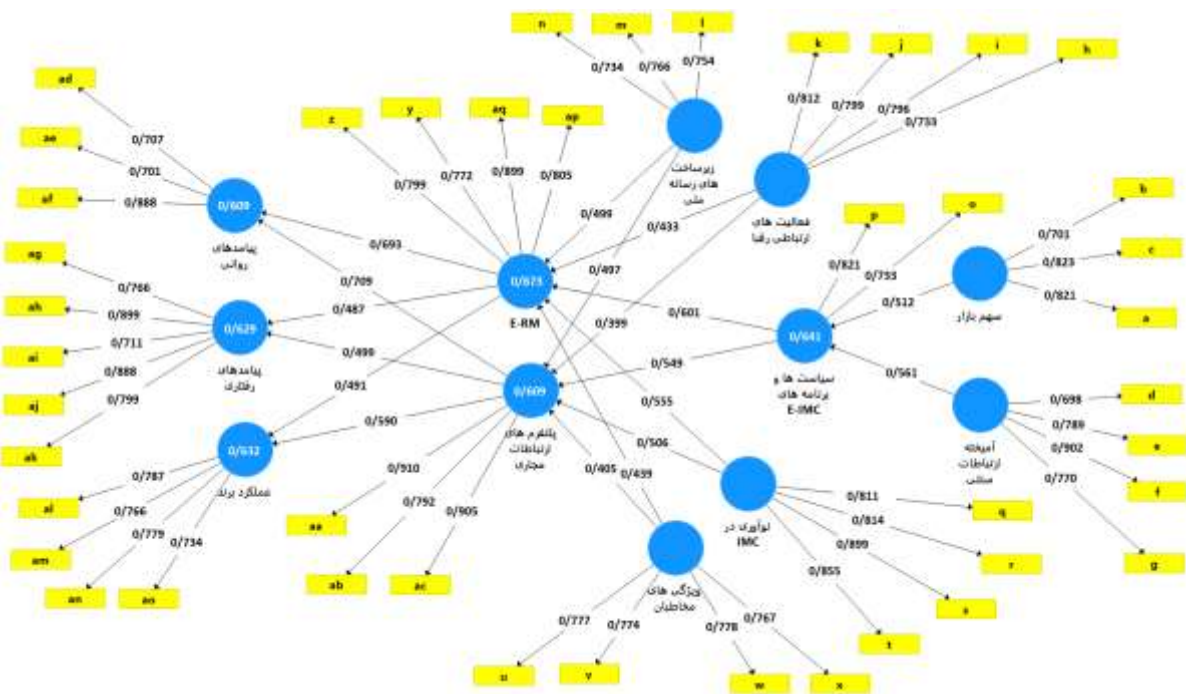 n
m
l
k
j
i
h
0/734
0/766
0/754
0/812
0/799
0/796
0/733
ad
ae
af
0/707
0/701
0/888
0/609
پیامدهای
روانی
z
y
aq
ap
0/799
0/772
0/899
0/805
زیرساخت
های رسانه
ملی
فعالیت های
ارتباطی رقبا
0/499
0/433
0/497
0/399
0/693
0/709
0/487
0/499
0/491
0/590
0/673
E-RM
ag
ah
ai
aj
ak
0/766
0/899
0/711
0/888
0/799
0/629
پیامدهای
رفتاری
p
o
0/821
0/733
0/601
0/549
0/641
سیاست ها و
برنامه های
E-IMC
b
c
a
0/701
0/823
0/821
0/512
سهم بازار
0/561
d
e
f
g
0/698
0/789
0/902
0/770
آمیخته
ارتباطات
سنتی
0/609
پلتفرم های
ارتباطات
مجازی
0/555
0/506
0/405
0/439
0/632
عملکرد برند
al
am
an
ao
0/787
0/766
0/779
0/734
aa
ab
ac
0/910
0/792
0/905
نوآوری در
IMC
q
r
s
t
0/811
0/814
0/899
0/855
ویژگی های
مخاطبان
0/777
0/774
0/778
0/767
u
v
w
x